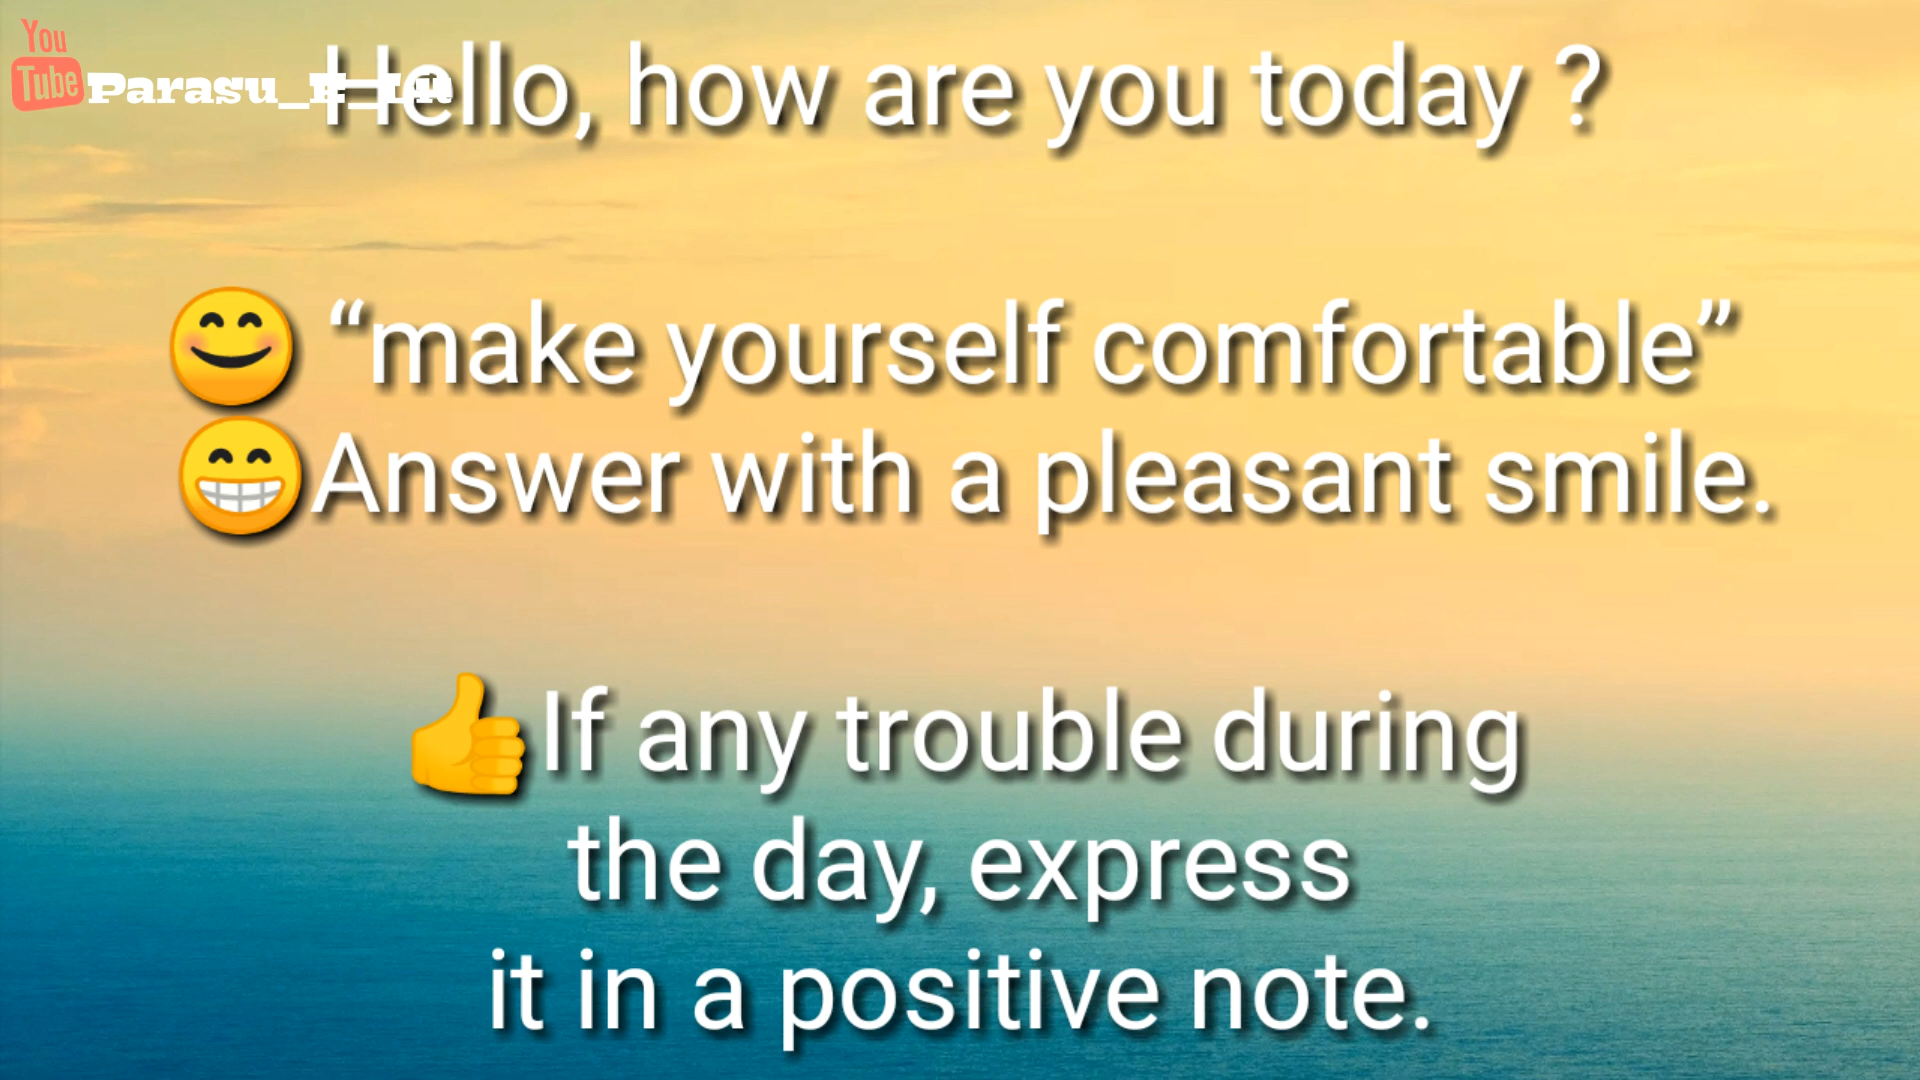 You
Tube
Hello, how are you today ?
😊 “make yourself comfortable”
😁Answer with a pleasant smile.
👍If any trouble during
the day, express
it in a positive note.